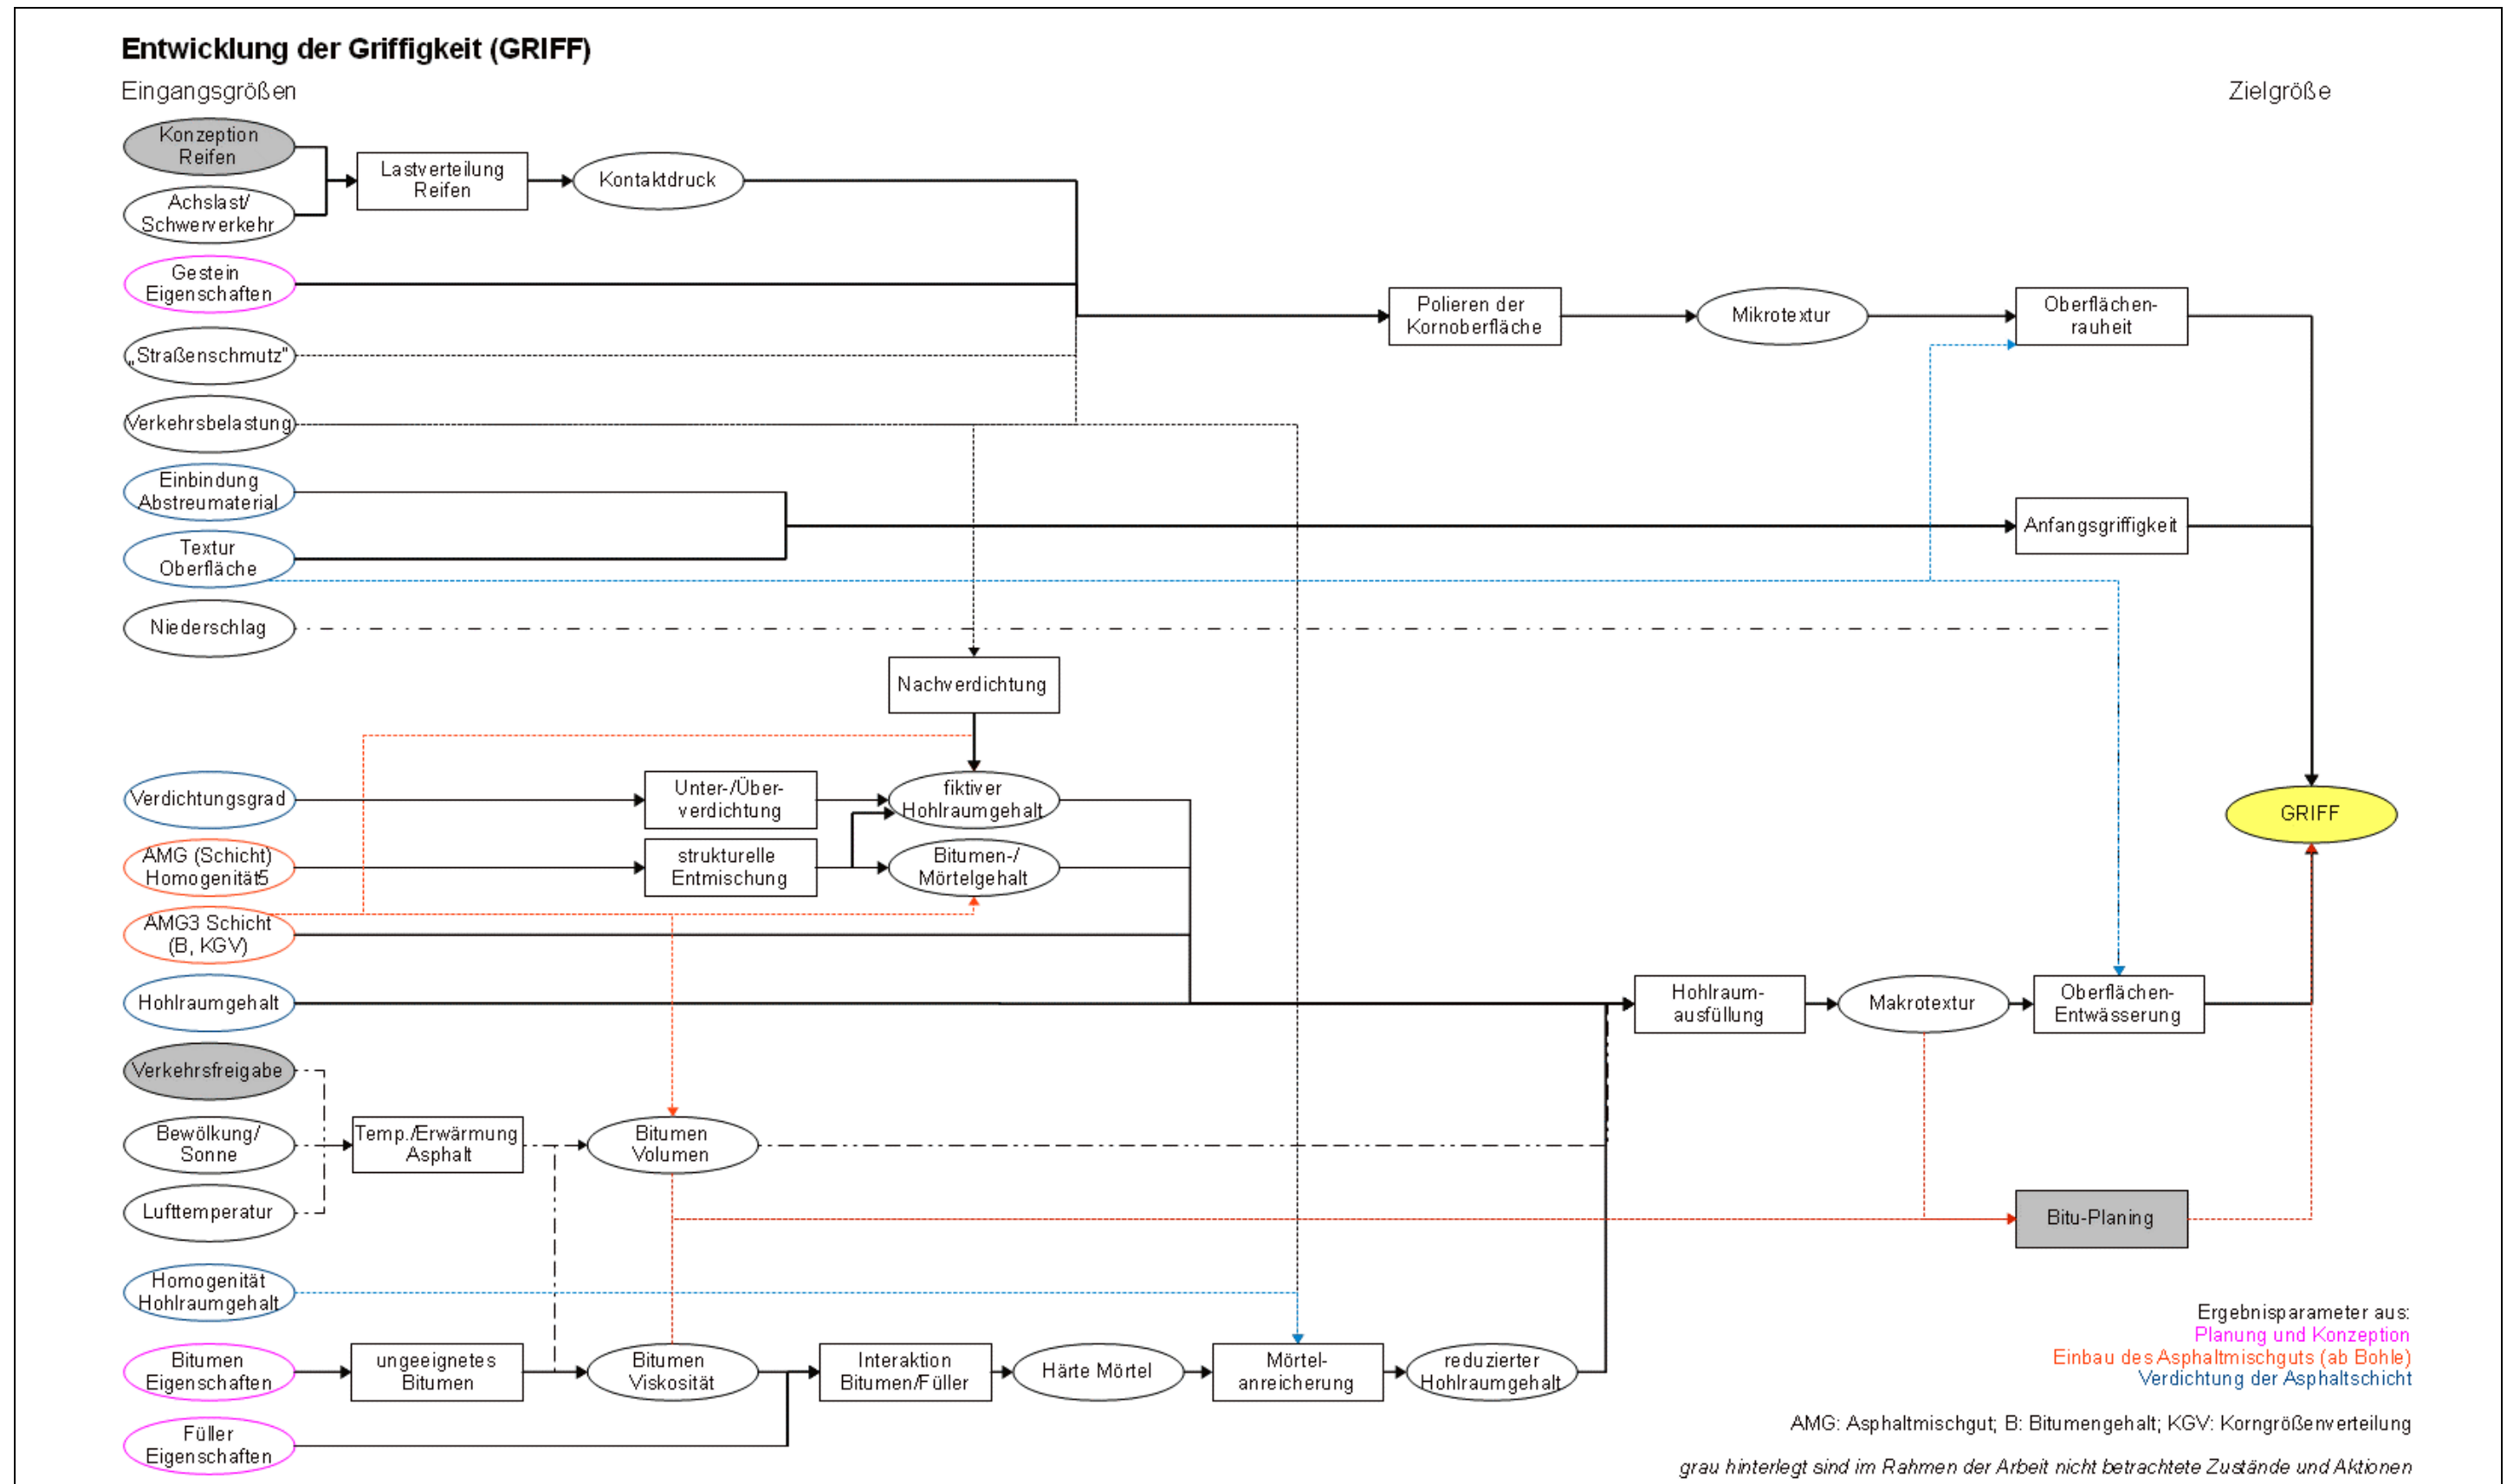 Entwicklung der Griffigkeit (GRIFF)
Eingangsgrößen
Zielgröße
Konzeption
Reifen
Lastverteilung
Reifen
Kontaktdruck
Achslast/
Schwerverkehr
Gestein
Eigenschaften
Polieren der
Kornoberfläche
Mikrotextur
Oberflächen-
rauheit
„Straßenschmutz"
Verkehrsbelastung
Einbindung
Abstreumaterial
Anfangsgriffigkeit
Textur
Oberfläche
Niederschlag
Nachverdichtung
Verdichtungsgrad
Unter-/Über-
verdichtung
fiktiver
Hohlraumgehalt
GRIFF
AMG (Schicht)
Homogenität5
strukturelle
Entmischung
Bitumen-/
Mörtelgehalt
AMG3 Schicht
(B, KGV)
Hohlraumgehalt
Hohlraum-
ausfüllung
Makrotextur
Oberflächen-
Entwässerung
Verkehrsfreigabe
Bewölkung/
Sonne
Temp./Erwärmung
Asphalt
Bitumen
Volumen
Lufttemperatur
Bitu-Planing
Homogenität
Hohlraumgehalt
Bitumen
Eigenschaften
ungeeignetes
Bitumen
Bitumen
Viskosität
Interaktion
Bitumen/Füller
Härte Mörtel
Mörtel-
anreicherung
reduzierter
Hohlraumgehalt
Füller
Eigenschaften
Ergebnisparameter aus:
Planung und Konzeption
Einbau des Asphaltmischguts (ab Bohle)
Verdichtung der Asphaltschicht
AMG: Asphaltmischgut; B: Bitumengehalt; KGV: Korngrößenverteilung
grau hinterlegt sind im Rahmen der Arbeit nicht betrachtete Zustände und Aktionen